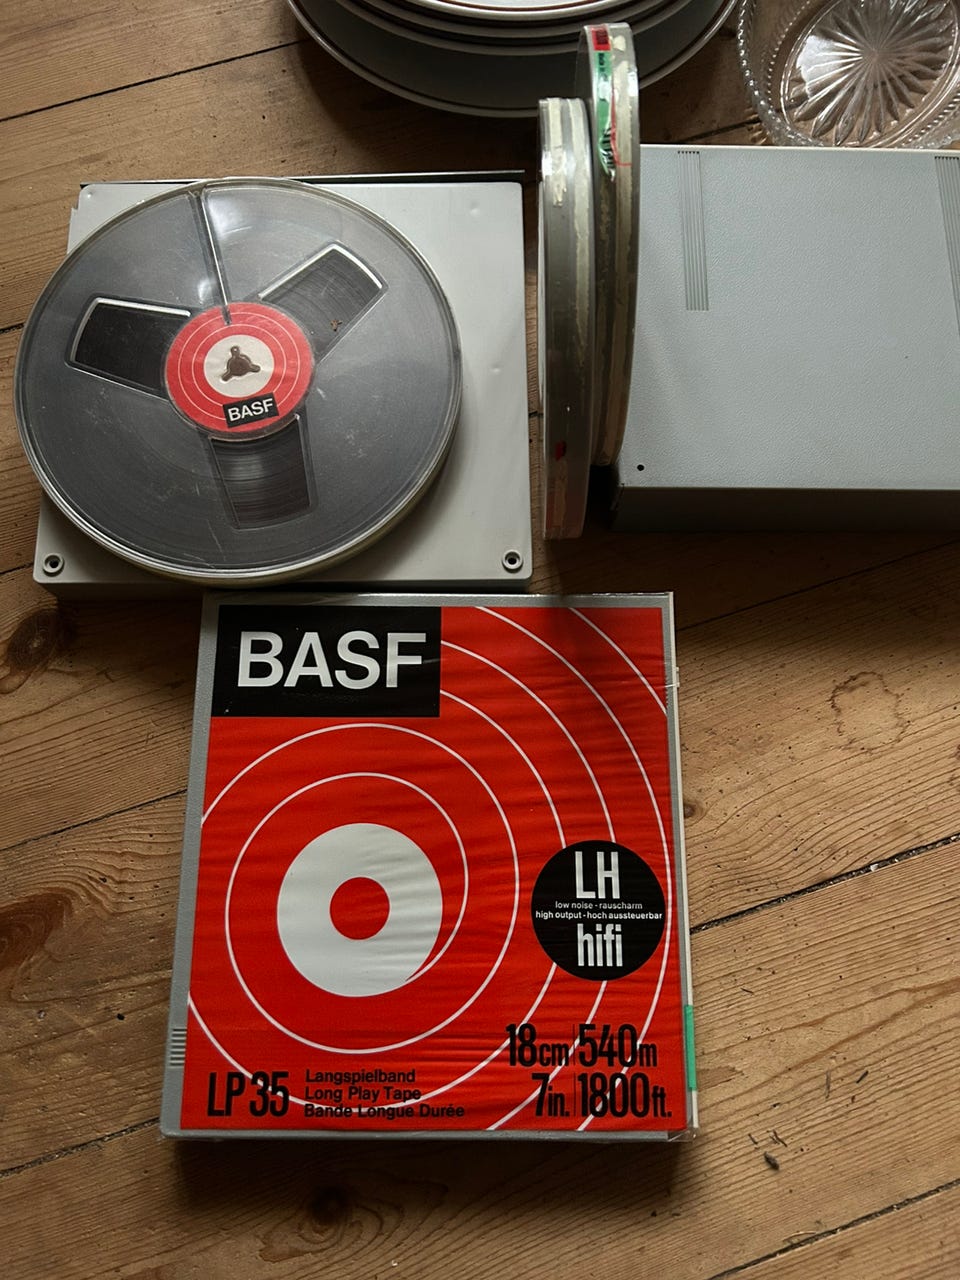 BASF
BASF
LH
low noise - rauscharm
high output - hoch aussteuerbar
hifi
18cm 540m
7in. 1800ft.
LP 35
Langspielband
Long Play Tape
Bande Longue Durée